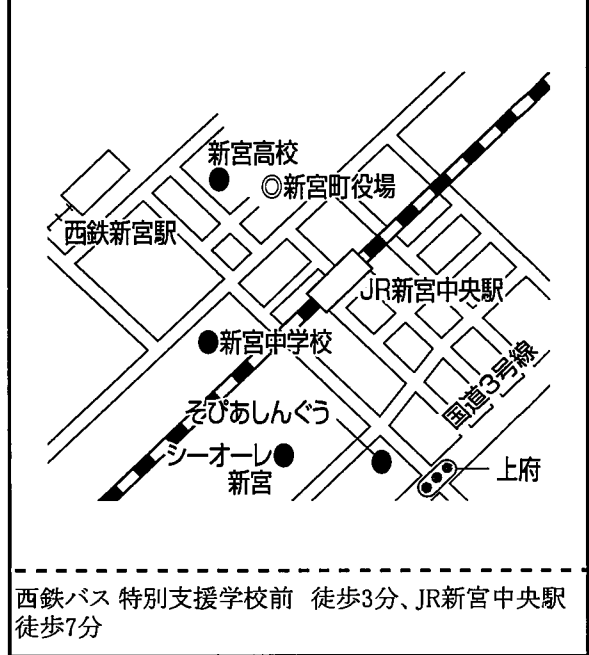 新宮高校
◎新宮町役場
西鉄新宮駅
JR新宮中央駅
新宮中学校
国道3号線
そぴあしんぐう
シーオーレ
新宮
上府
西鉄バス 特別支援学校前 徒歩3分、JR新宮中央駅
徒歩7分